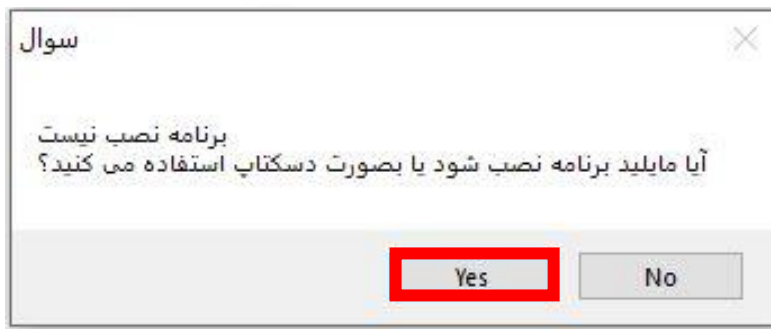 سوال
برنامه نصب نیست
آیا مایلید برنامه نصب شود یا بصورت دسکتاپ استفاده می کنید؟
Yes
No